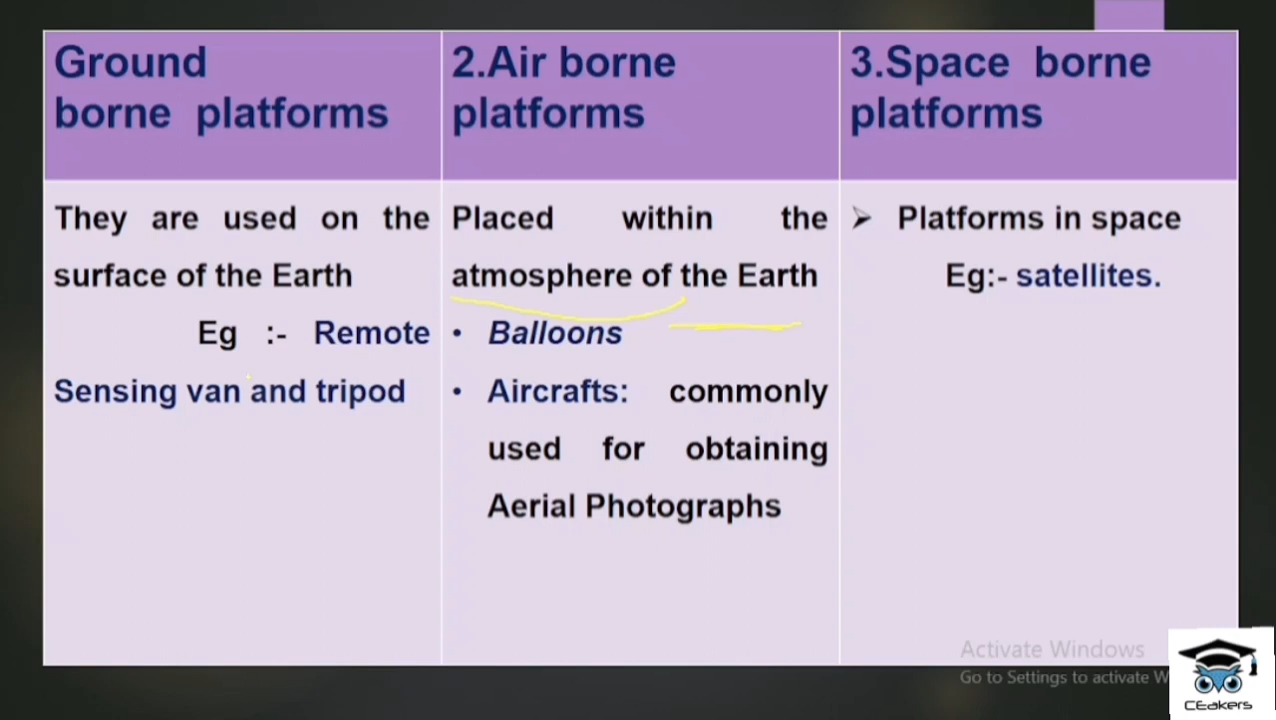 Ground
borne platforms
2.Air borne
platforms
3.Space borne
platforms
They are used on the
surface of the Earth
Eg :- Remote
Sensing van and tripod
Placed within the
atmosphere of the Earth
• Balloons
• Aircrafts: commonly
used for obtaining
Aerial Photographs
➢ Platforms in space
Eg:- satellites.
Activate Windows
Go to Settings to activate W
CEakers